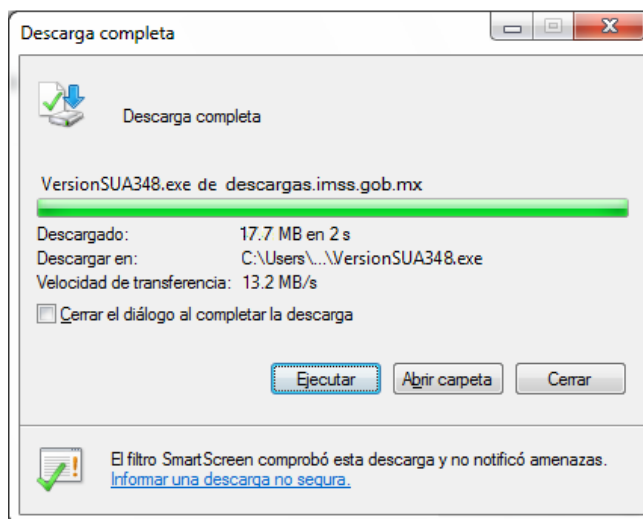 Descarga completa
Descarga completa
VersionSUA348.exe de descargas.imss.gob.mx
Descargado: 17.7 MB en 2 s
Descargar en: C:\Users\...\VersionSUA348.exe
Velocidad de transferencia: 13.2 MB/s
Cerrar el diálogo al completar la descarga
Ejecutar Abrir carpeta Cerrar
El filtro SmartScreen comprobó esta descarga y no notificó amenazas.
Informar una descarga no segura.